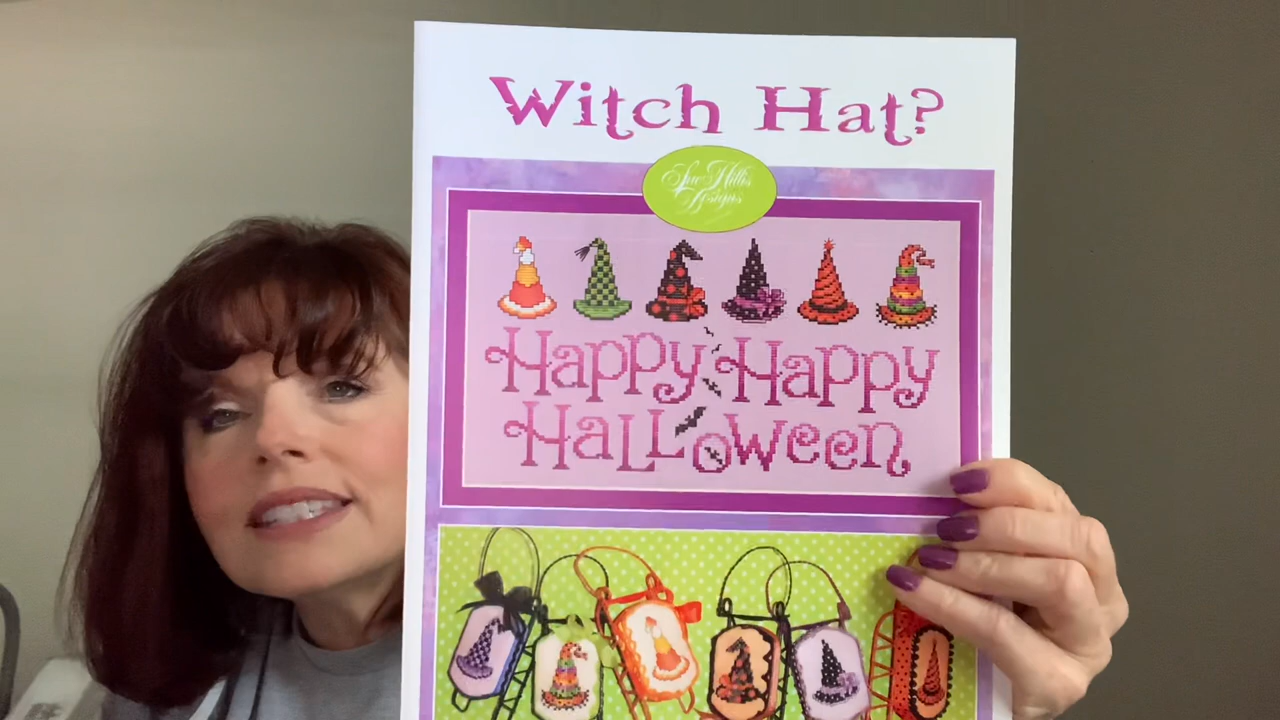 Witch Hat?
Sue Hillis
Designs
Happy Happy
Halloween